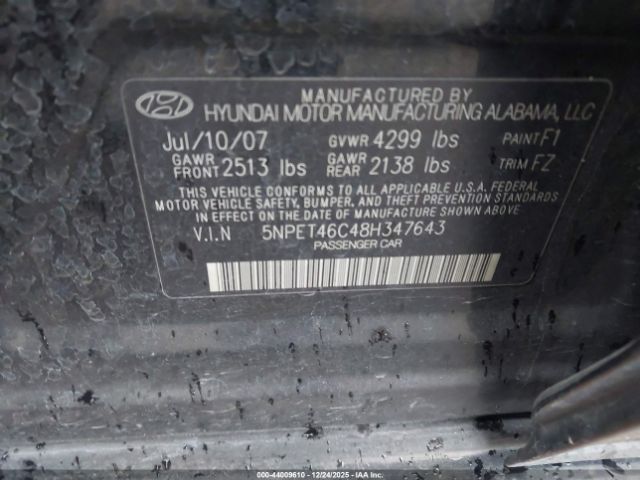 MANUFACTURED BY
HYUNDAI MOTOR MANUFACTURING ALABAMA, LLC
Jul/10/07 GVWR 4299 lbs PAINT F1
GAWR FRONT 2513 lbs GAWR REAR 2138 lbs TRIM FZ
THIS VEHICLE CONFORMS TO ALL APPLICABLE U.S.A. FEDERAL
MOTOR VEHICLE SAFETY, BUMPER, AND THEFT PREVENTION STANDARDS
IN EFFECT ON THE DATE OF MANUFACTURE SHOWN ABOVE.
V.I.N 5NPET46C48H347643
PASSENGER CAR
000- 44009610 - 12/24/2025 - IAAI